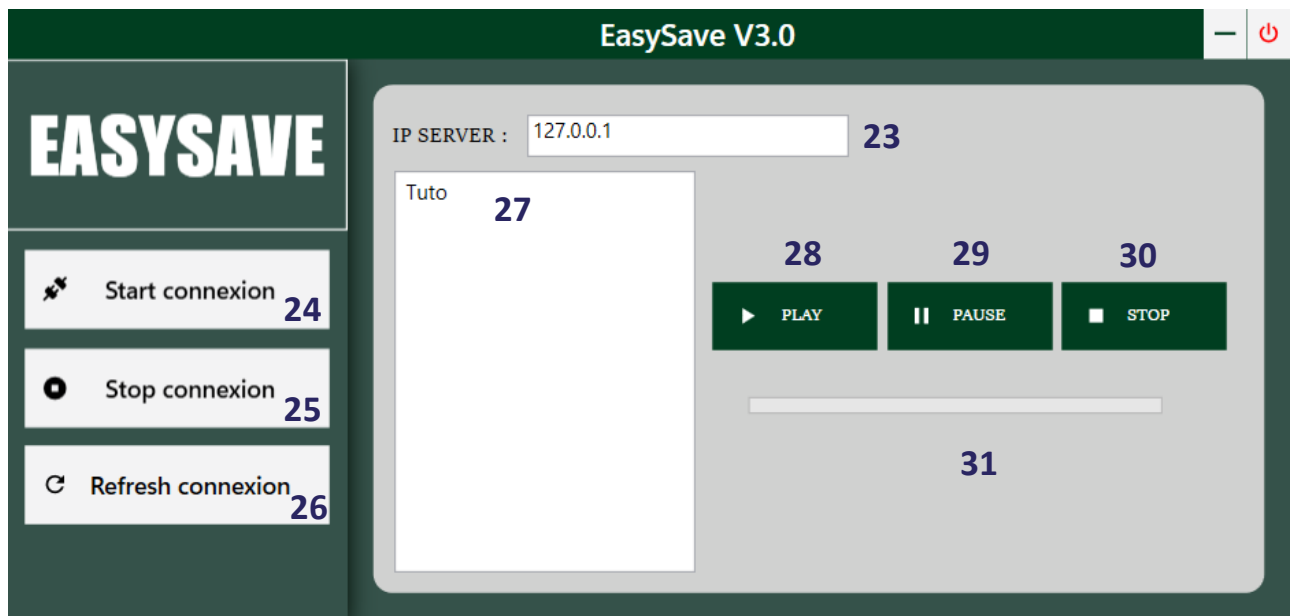 EasySave V3.0
EASYSAVE
IP SERVER : 127.0.0.1 23
Tuto 27
Start connexion 24
Stop connexion 25
Refresh connexion 26
28 29 30
PLAY PAUSE STOP
31